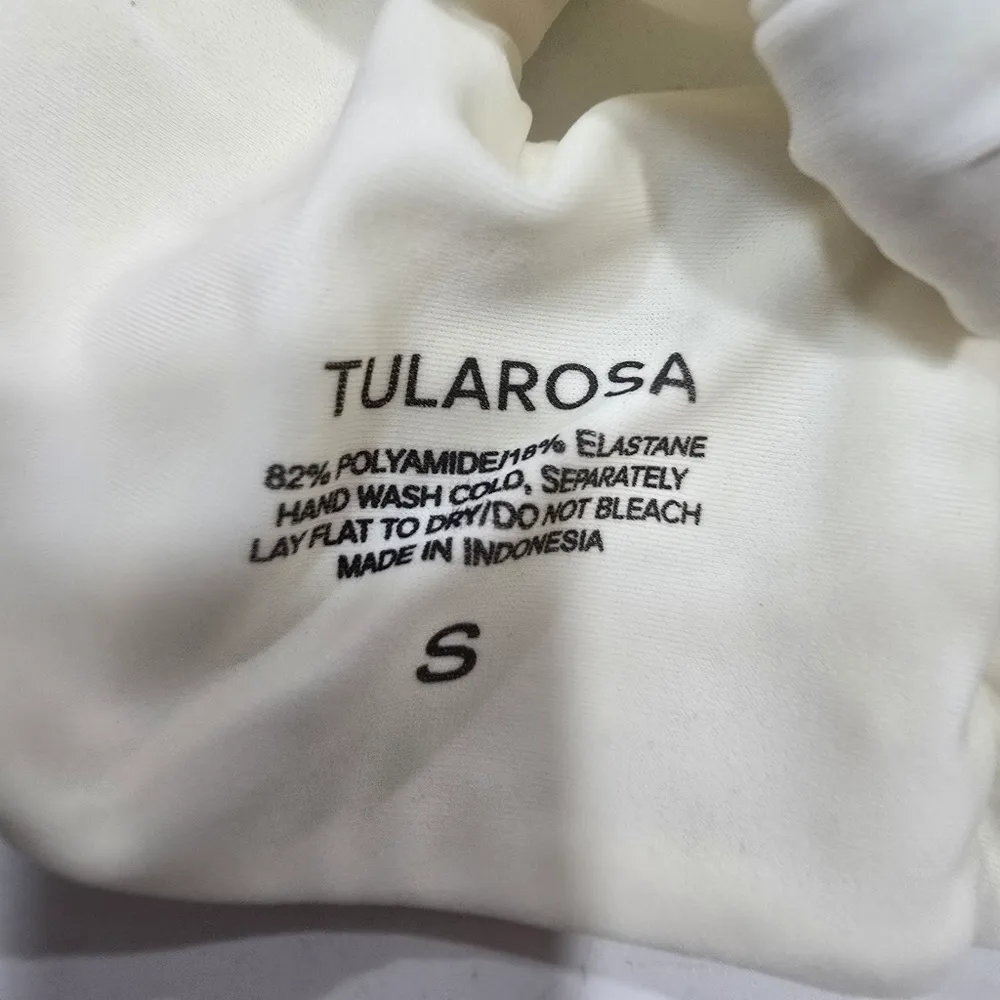 TULAROSA
82% POLYAMIDE/18% ELASTANE
HAND WASH COLD, SEPARATELY
LAY FLAT TO DRY/DO NOT BLEACH
MADE IN INDONESIA
S